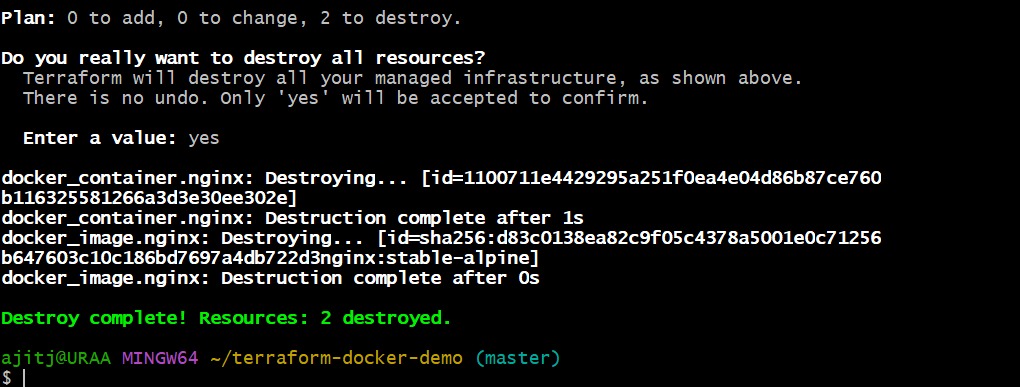 Plan: 0 to add, 0 to change, 2 to destroy.
Do you really want to destroy all resources?
Terraform will destroy all your managed infrastructure, as shown above.
There is no undo. Only 'yes' will be accepted to confirm.
Enter a value: yes
docker_container.nginx: Destroying... [id=1100711e4429295a251f0ea4e04d86b87ce760
b116325581266a3d3e30ee302e]
docker_container.nginx: Destruction complete after 1s
docker_image.nginx: Destroying... [id=sha256:d83c0138ea82c9f05c4378a5001e0c71256
b647603c10c186bd7697a4db722d3nginx:stable-alpine]
docker_image.nginx: Destruction complete after 0s
Destroy complete! Resources: 2 destroyed.
ajitj@URAA MINGW64 ~/terraform-docker-demo (master)
$